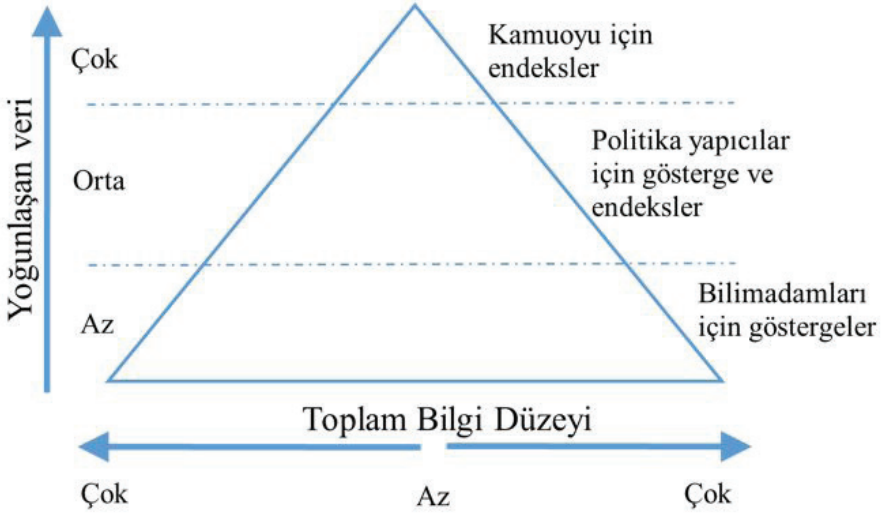 Çok
Kamuoyu için
endeksler
Yoğunlaşan veri
Orta
Politika yapıcılar
için gösterge ve
endeksler
Az
Bilimadamları
için göstergeler
Toplam Bilgi Düzeyi
Çok Az Çok